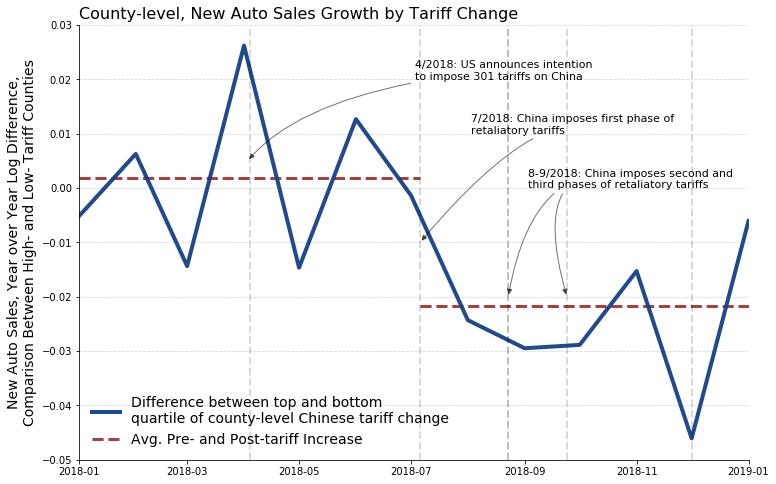 County-level, New Auto Sales Growth by Tariff Change
New Auto Sales, Year over Year Log Difference,
Comparison Between High- and Low- Tariff Counties
0.03
0.02
0.01
0.00
−0.01
−0.02
−0.03
−0.04
−0.05
4/2018: US announces intention
to impose 301 tariffs on China
7/2018: China imposes first phase of
retaliatory tariffs
8-9/2018: China imposes second and
third phases of retaliatory tariffs
Difference between top and bottom
quartile of county-level Chinese tariff change
Avg. Pre- and Post-tariff Increase
2018-01 2018-03 2018-05 2018-07 2018-09 2018-11 2019-01